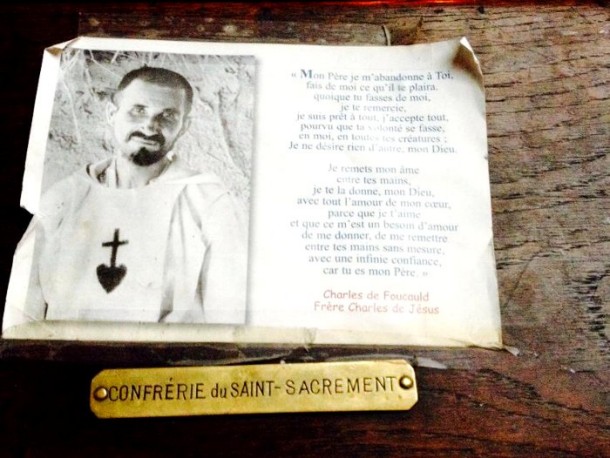 « Mon Père je m'abandonne à Toi,
fais de moi ce qu'il te plaira.
quoique tu fasses de moi,
je te remercie,
je suis prêt à tout, j'accepte tout,
pourvu que ta volonté se fasse,
en moi, en toutes tes créatures :
Je ne désire rien d'autre, mon Dieu.
Je remets mon âme
entre tes mains,
je te la donne, mon Dieu,
avec tout l'amour de mon cœur,
parce que je t'aime
et que ce m'est un besoin d'amour
de me donner, de me remettre
entre tes mains sans mesure,
avec une infinie confiance,
car tu es mon Père. »
Charles de Foucauld
Frère Charles de Jésus
CONFRÉRIE du SAINT-SACREMENT